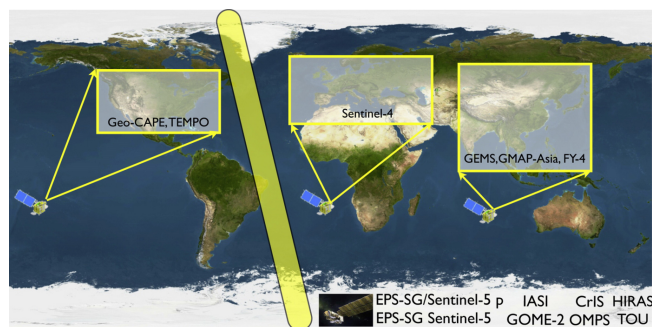 Geo-CAPE, TEMPO
Sentinel-4
GEMS,GMAP-Asia, FY-4
EPS-SG/Sentinel-5 p IASI CrIS HIRAS
EPS-SG Sentinel-5 GOME-2 OMPS TOU